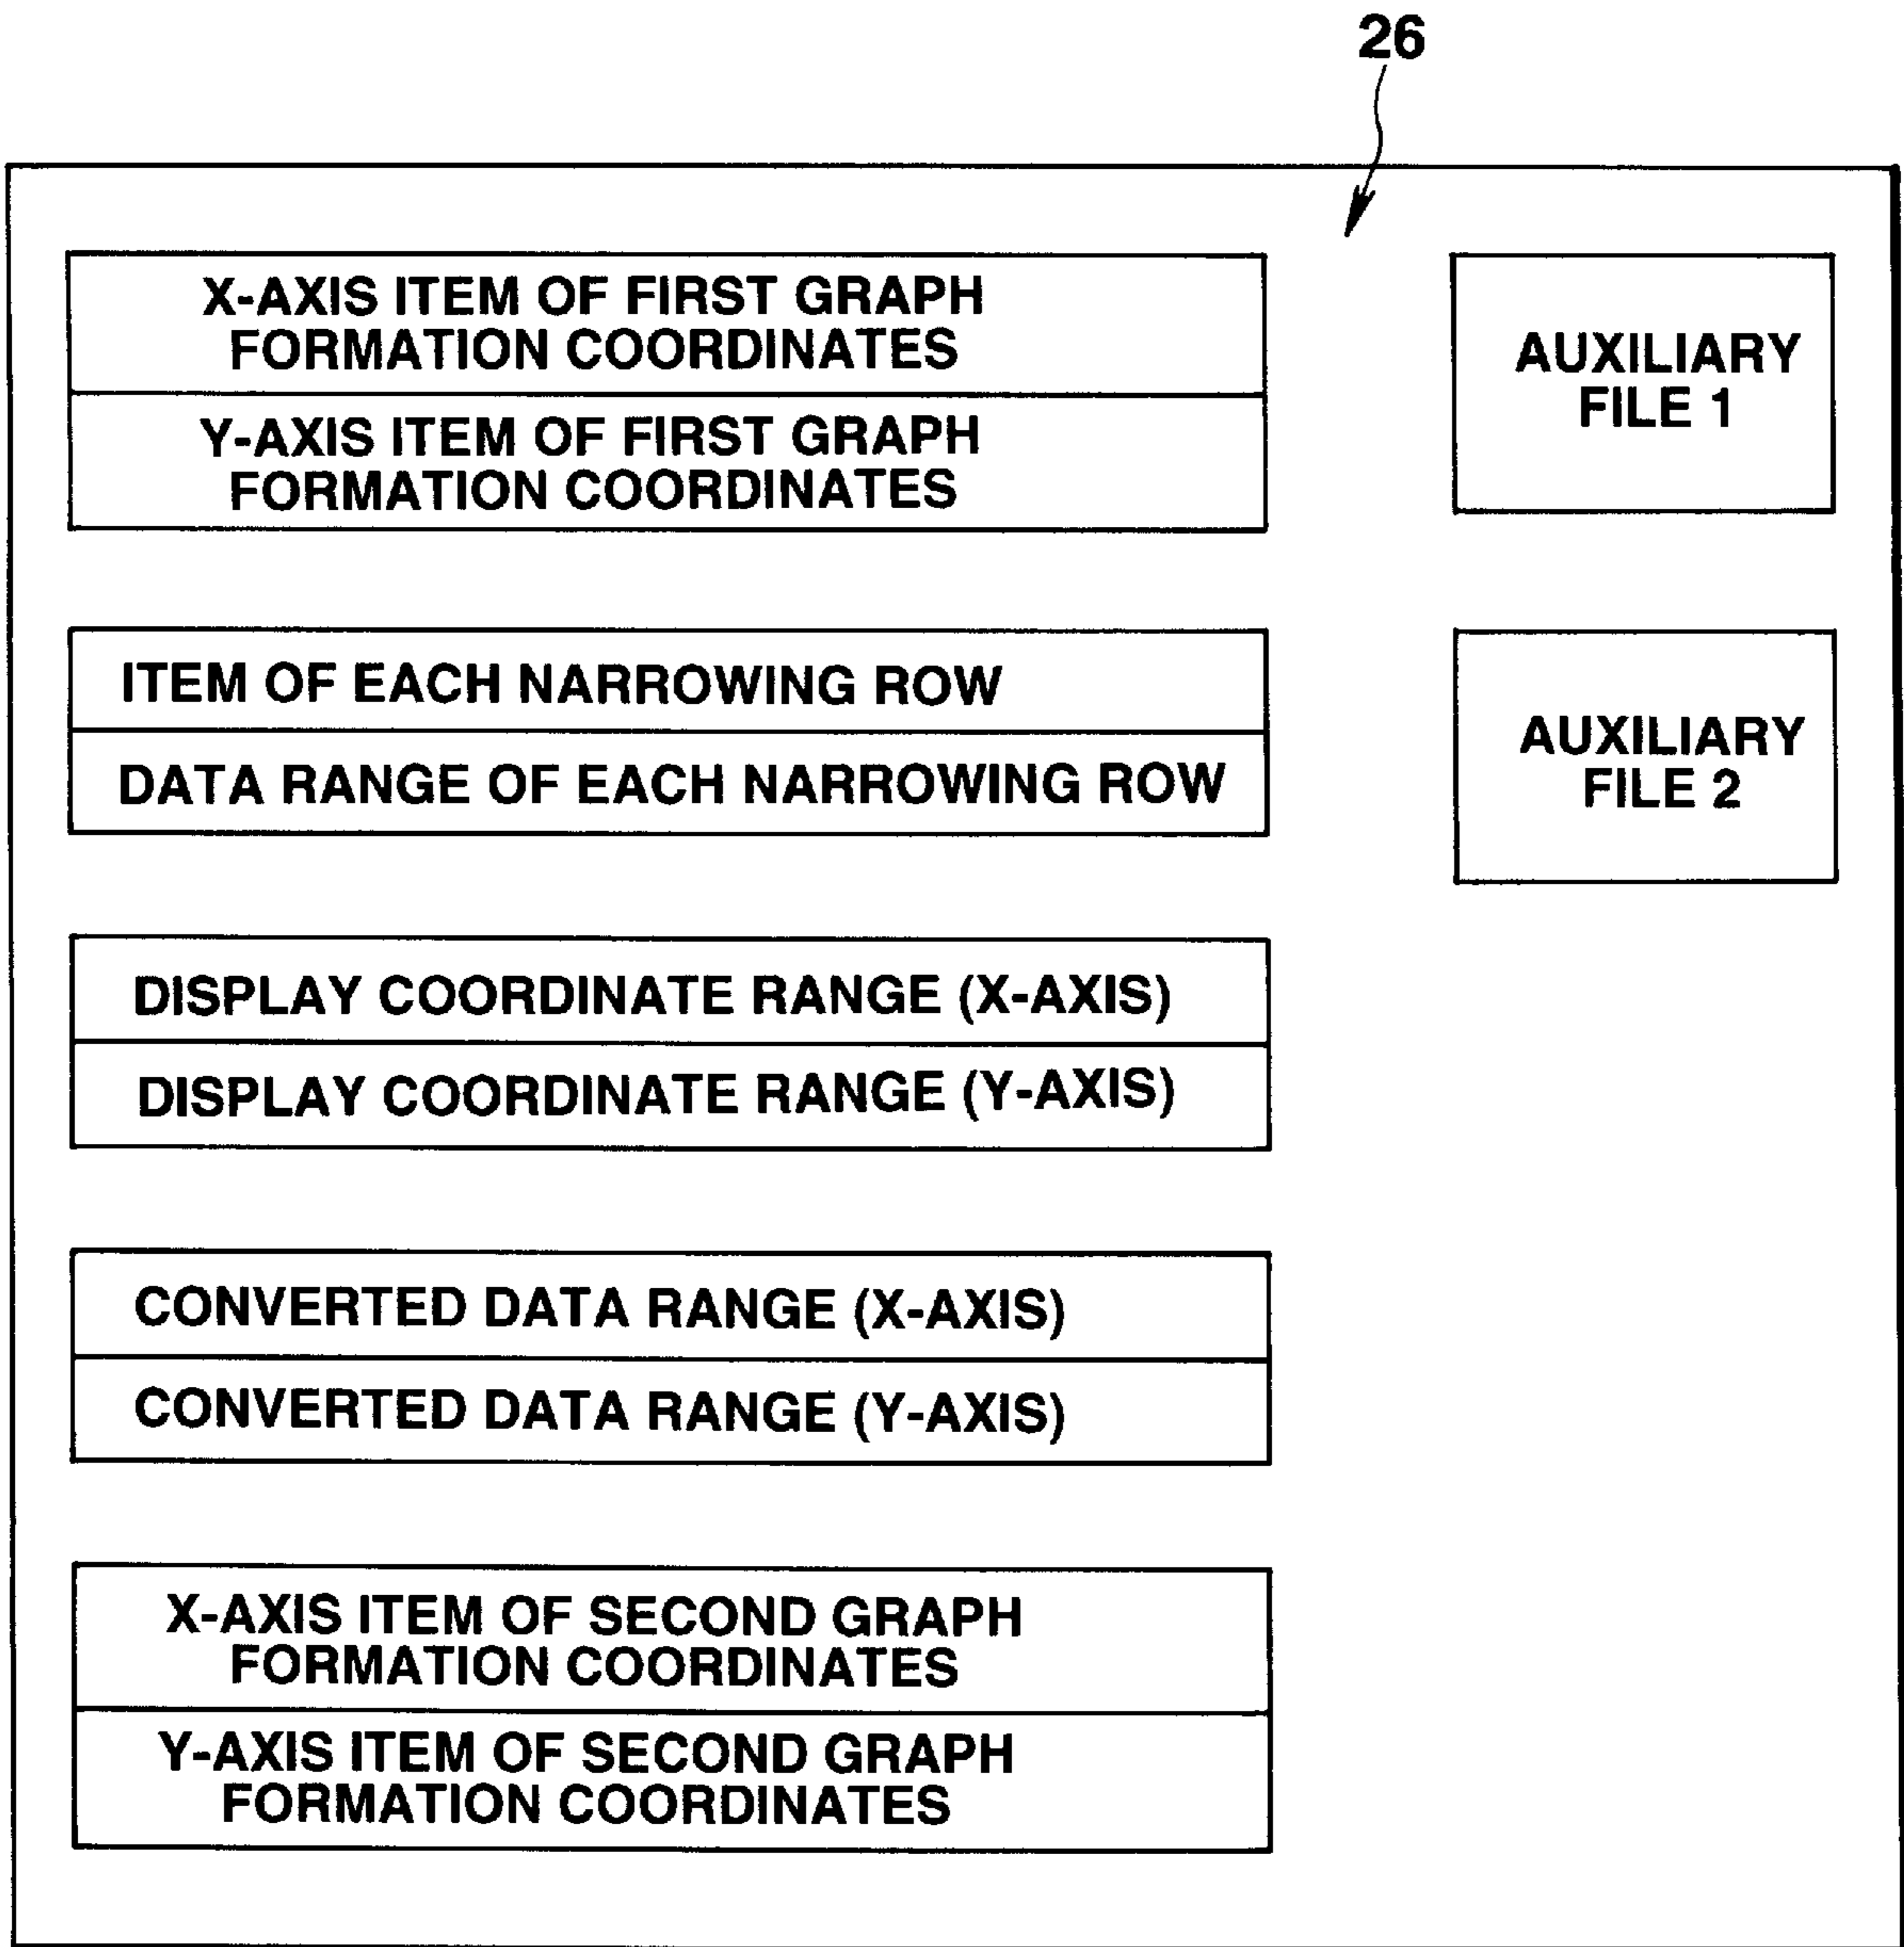 26
X-AXIS ITEM OF FIRST GRAPH
FORMATION COORDINATES
Y-AXIS ITEM OF FIRST GRAPH
FORMATION COORDINATES
AUXILIARY
FILE 1
ITEM OF EACH NARROWING ROW
DATA RANGE OF EACH NARROWING ROW
AUXILIARY
FILE 2
DISPLAY COORDINATE RANGE (X-AXIS)
DISPLAY COORDINATE RANGE (Y-AXIS)
CONVERTED DATA RANGE (X-AXIS)
CONVERTED DATA RANGE (Y-AXIS)
X-AXIS ITEM OF SECOND GRAPH
FORMATION COORDINATES
Y-AXIS ITEM OF SECOND GRAPH
FORMATION COORDINATES